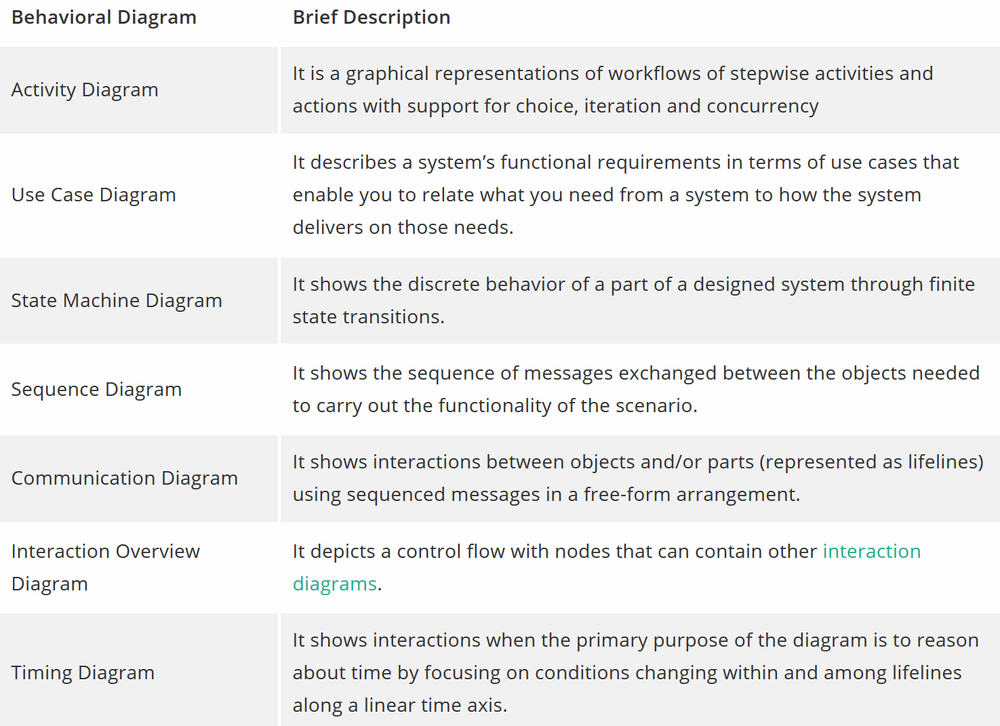 Behavioral Diagram
Brief Description
Activity Diagram
It is a graphical representations of workflows of stepwise activities and
actions with support for choice, iteration and concurrency
Use Case Diagram
It describes a system’s functional requirements in terms of use cases that
enable you to relate what you need from a system to how the system
delivers on those needs.
State Machine Diagram
It shows the discrete behavior of a part of a designed system through finite
state transitions.
Sequence Diagram
It shows the sequence of messages exchanged between the objects needed
to carry out the functionality of the scenario.
Communication Diagram
It shows interactions between objects and/or parts (represented as lifelines)
using sequenced messages in a free-form arrangement.
Interaction Overview
Diagram
It depicts a control flow with nodes that can contain other interaction
diagrams.
Timing Diagram
It shows interactions when the primary purpose of the diagram is to reason
about time by focusing on conditions changing within and among lifelines
along a linear time axis.